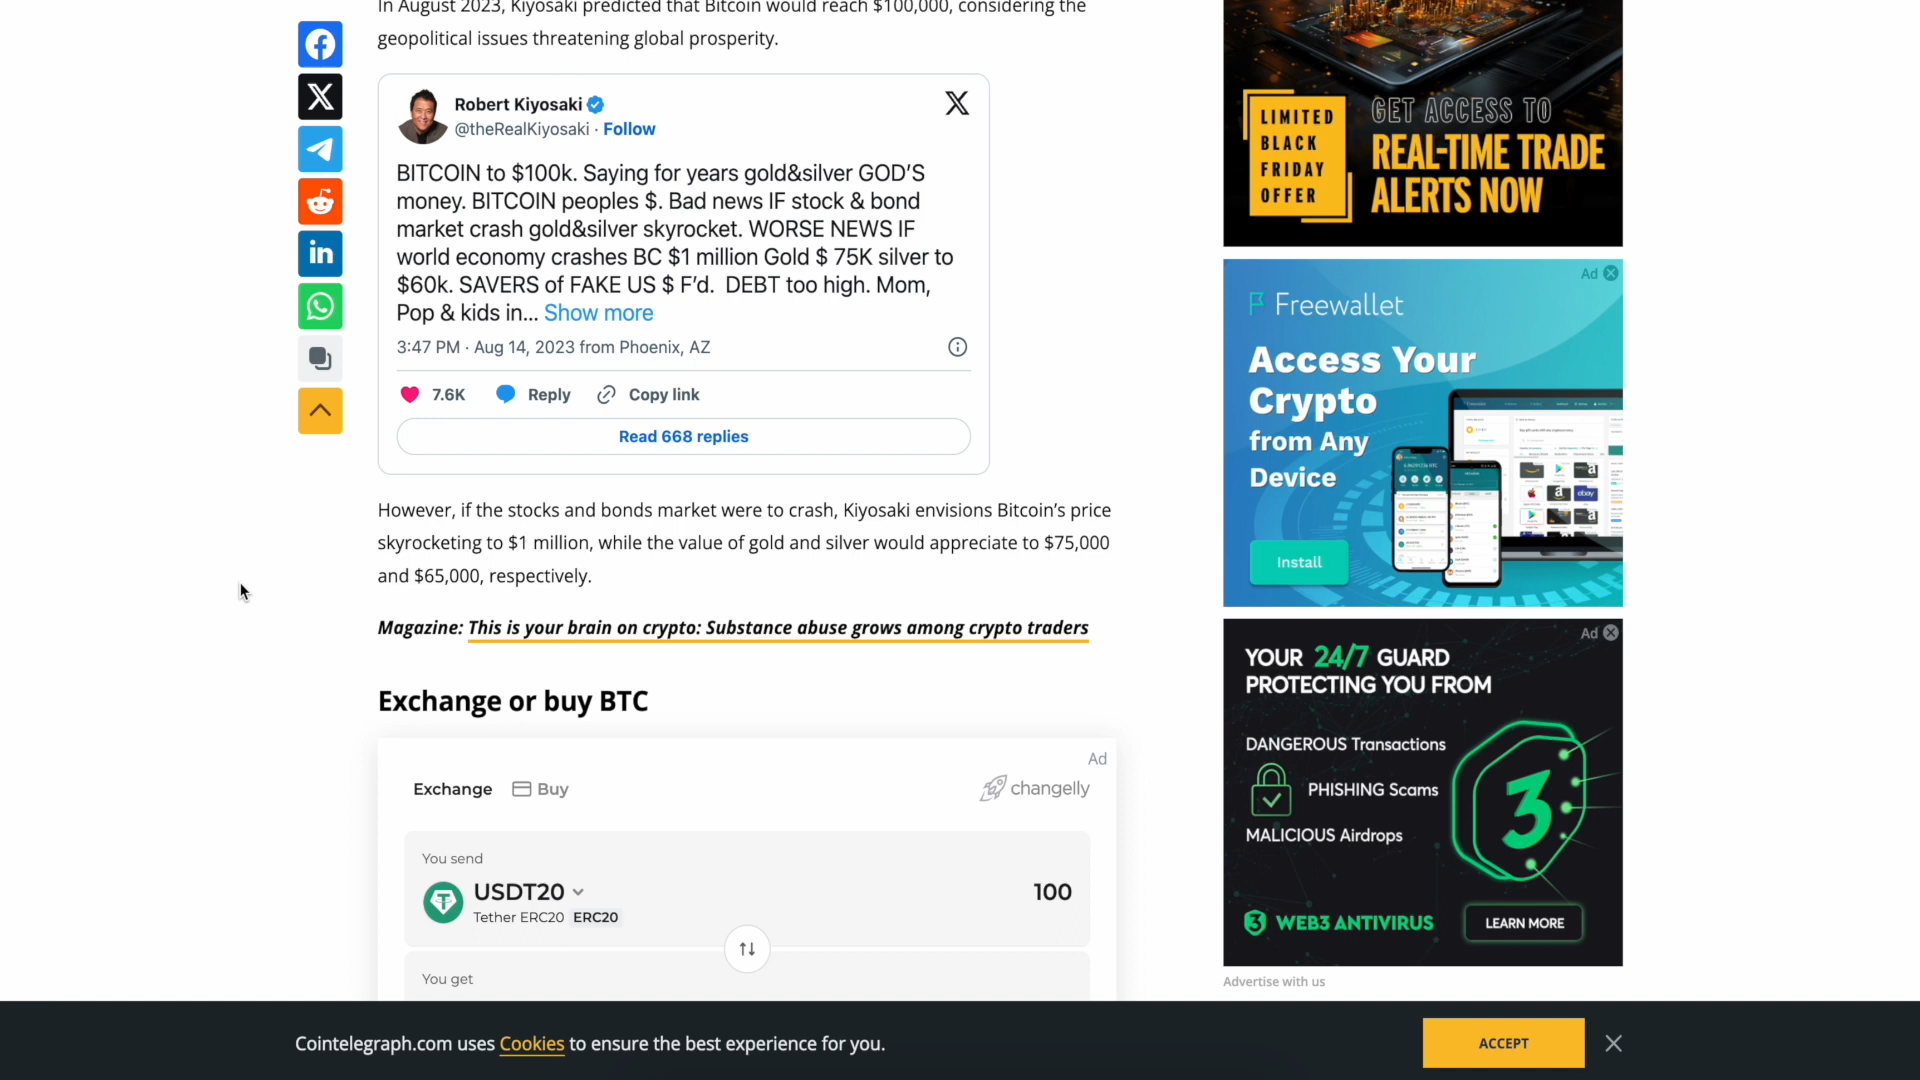 In August 2023, Kiyosaki predicted that Bitcoin would reach $100,000, considering the
geopolitical issues threatening global prosperity.
Robert Kiyosaki
@theRealKiyosaki · Follow
BITCOIN to $100k. Saying for years gold&silver GOD'S
money. BITCOIN peoples $. Bad news IF stock & bond
market crash gold&silver skyrocket. WORSE NEWS IF
world economy crashes BC $1 million Gold $ 75K silver to
$60k. SAVERS of FAKE US $ F'd.  DEBT too high. Mom,
Pop & kids in... Show more
3:47 PM · Aug 14, 2023 from Phoenix, AZ
7.6K Reply Copy link
Read 668 replies
However, if the stocks and bonds market were to crash, Kiyosaki envisions Bitcoin's price
skyrocketing to $1 million, while the value of gold and silver would appreciate to $75,000
and $65,000, respectively.
Magazine: This is your brain on crypto: Substance abuse grows among crypto traders
Exchange or buy BTC
Ad
Exchange Buy changelly
You send
USDT20 100
Tether ERC20 ERC20
You get
LIMITED
BLACK
FRIDAY
OFFER
GET ACCESS TO
REAL-TIME TRADE
ALERTS NOW
Ad
Freewallet
Access Your
Crypto
from Any
Device
Install
Ad
YOUR 24/7 GUARD
PROTECTING YOU FROM
DANGEROUS Transactions
PHISHING Scams
MALICIOUS Airdrops
3
WEB3 ANTIVIRUS
LEARN MORE
Advertise with us
Cointelegraph.com uses Cookies to ensure the best experience for you.
ACCEPT